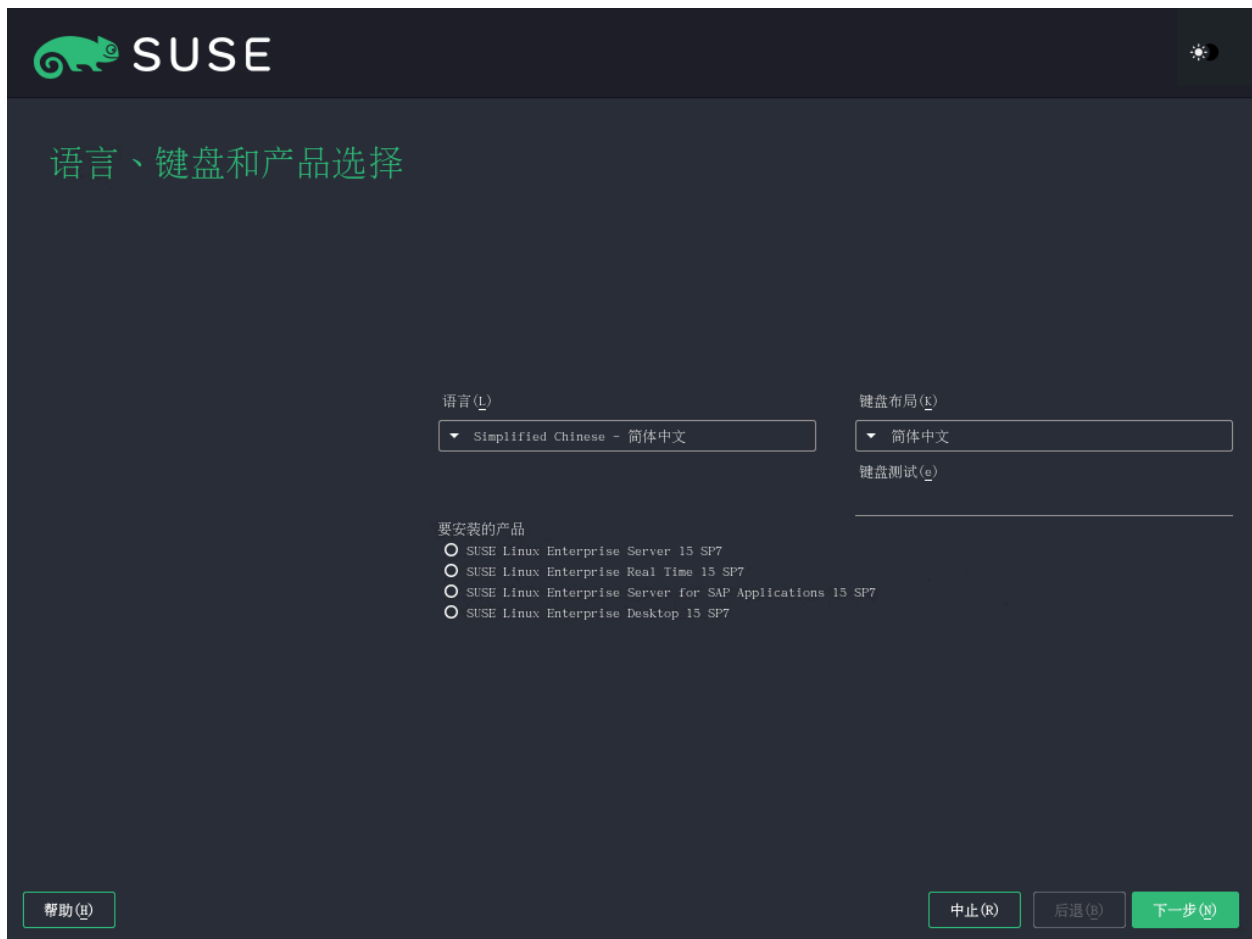 SUSE
语言、键盘和产品选择
语言(L)
Simplified Chinese - 简体中文
键盘布局(K)
简体中文
键盘测试(e)
要安装的产品
SUSE Linux Enterprise Server 15 SP7
SUSE Linux Enterprise Real Time 15 SP7
SUSE Linux Enterprise Server for SAP Applications 15 SP7
SUSE Linux Enterprise Desktop 15 SP7
帮助(H)
中止(R)
后退(B)
下一步(N)